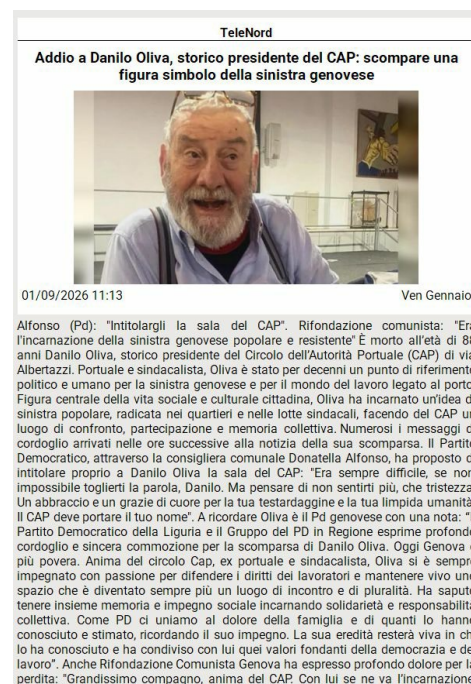 TeleNord
Addio a Danilo Oliva, storico presidente del CAP: scompare una
figura simbolo della sinistra genovese
01/09/2026 11:13
Ven Gennaio
Alfonso (Pd): "Intitolargli la sala del CAP". Rifondazione comunista: "Era
l'incarnazione della sinistra genovese popolare e resistente" È morto all'età di 88
anni Danilo Oliva, storico presidente del Circolo dell'Autorità Portuale (CAP) di via
Albertazzi. Portuale e sindacalista, Oliva è stato per decenni un punto di riferimento
politico e umano per la sinistra genovese e per il mondo del lavoro legato al porto.
Figura centrale della vita sociale e culturale cittadina, Oliva ha incarnato un'idea di
sinistra popolare, radicata nei quartieri e nelle lotte sindacali, facendo del CAP un
luogo di confronto, partecipazione e memoria collettiva. Numerosi i messaggi di
cordoglio arrivati nelle ore successive alla notizia della sua scomparsa. Il Partito
Democratico, attraverso la consigliera comunale Donatella Alfonso, ha proposto di
intitolare proprio a Danilo Oliva la sala del CAP: "Era sempre difficile, se non
impossibile toglierti la parola, Danilo. Ma pensare di non sentirti più, che tristezza.
Un abbraccio e un grazie di cuore per la tua testardaggine e la tua limpida umanità.
Il CAP deve portare il tuo nome". A ricordare Oliva è il Pd genovese con una nota: "Il
Partito Democratico della Liguria e il Gruppo del PD in Regione esprime profondo
cordoglio e sincera commozione per la scomparsa di Danilo Oliva. Oggi Genova è
più povera. Anima del circolo Cap, ex portuale e sindacalista, Oliva si è sempre
impegnato con passione per difendere i diritti dei lavoratori e mantenere vivo uno
spazio che è diventato sempre più un luogo di incontro e di pluralità. Ha saputo
tenere insieme memoria e impegno sociale incarnando solidarietà e responsabilità
collettiva. Come PD ci uniamo al dolore della famiglia e di quanti lo hanno
conosciuto e stimato, ricordando il suo impegno. La sua eredità resterà viva in chi
lo ha conosciuto e ha condiviso con lui quei valori fondanti della democrazia e del
lavoro". Anche Rifondazione Comunista Genova ha espresso profondo dolore per la
perdita: "Grandissimo compagno, anima del CAP. Con lui se ne va l'incarnazione